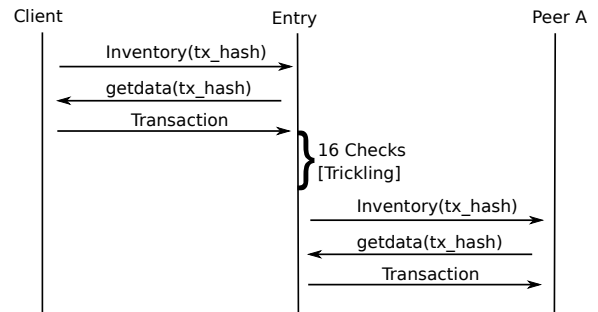 Client
Entry
Peer A
Inventory(tx_hash)
getdata(tx_hash)
Transaction
16 Checks
[Trickling]
Inventory(tx_hash)
getdata(tx_hash)
Transaction